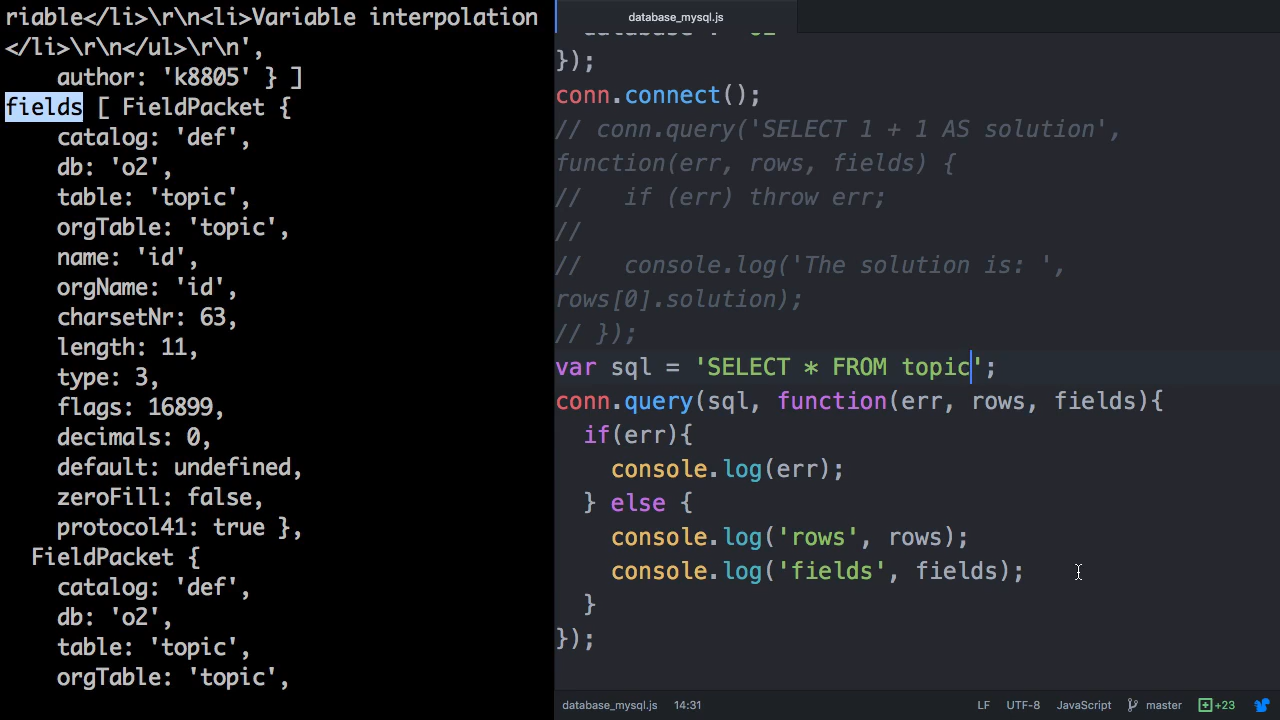 riable</li>\r\n<li>Variable interpolation
</li>\r\n</ul>\r\n',
author: 'k8805' } ]
fields [ FieldPacket {
catalog: 'def',
db: 'o2',
table: 'topic',
orgTable: 'topic',
name: 'id',
orgName: 'id',
charsetNr: 63,
length: 11,
type: 3,
flags: 16899,
decimals: 0,
default: undefined,
zeroFill: false,
protocol41: true },
FieldPacket {
catalog: 'def',
db: 'o2',
table: 'topic',
orgTable: 'topic',
database_mysql.js
});
conn.connect();
// conn.query('SELECT 1 + 1 AS solution',
function(err, rows, fields) {
//   if (err) throw err;
//
//   console.log('The solution is: ',
rows[0].solution);
// });
var sql = 'SELECT * FROM topic';
conn.query(sql, function(err, rows, fields){
if(err){
console.log(err);
} else {
console.log('rows', rows);
console.log('fields', fields);
}
});
database_mysql.js 14:31 LF UTF-8 JavaScript master +23